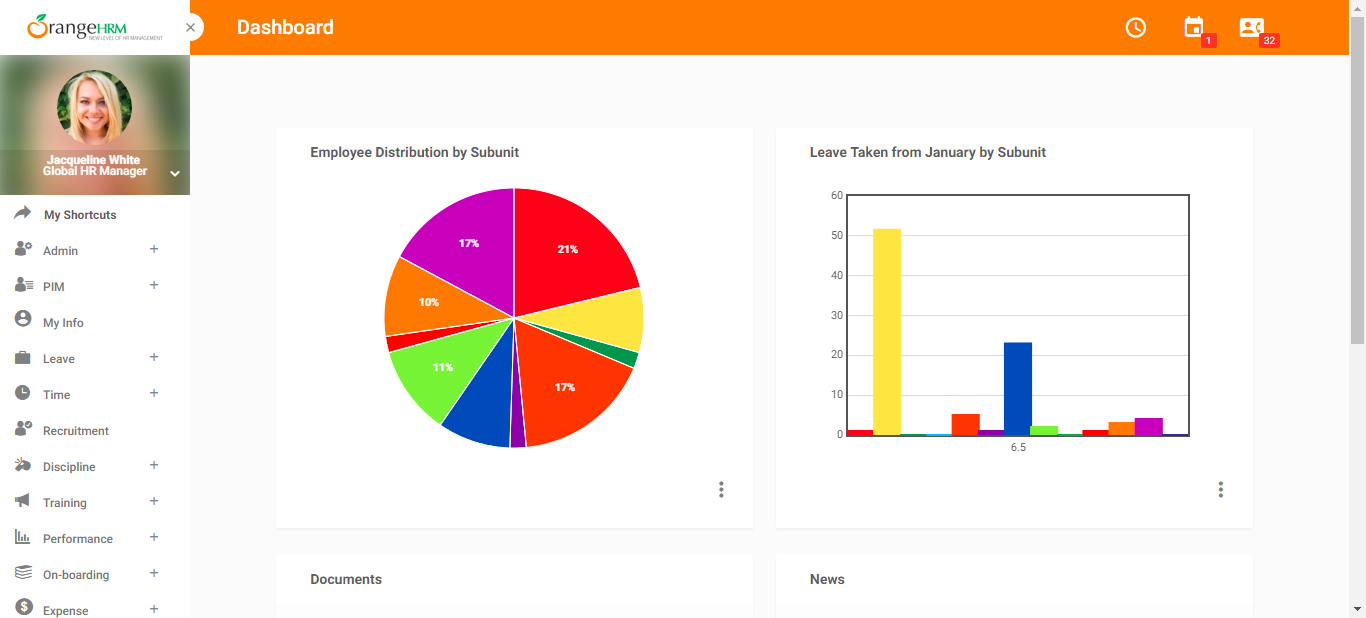 OrangeHRM
NEW LEVEL OF HR MANAGEMENT
Dashboard
1
32
Jacqueline White
Global HR Manager
My Shortcuts
Admin
PIM
My Info
Leave
Time
Recruitment
Discipline
Training
Performance
On-boarding
Expense
Employee Distribution by Subunit
17%
21%
10%
11%
17%
Leave Taken from January by Subunit
60
50
40
30
20
10
0
6.5
Documents
News